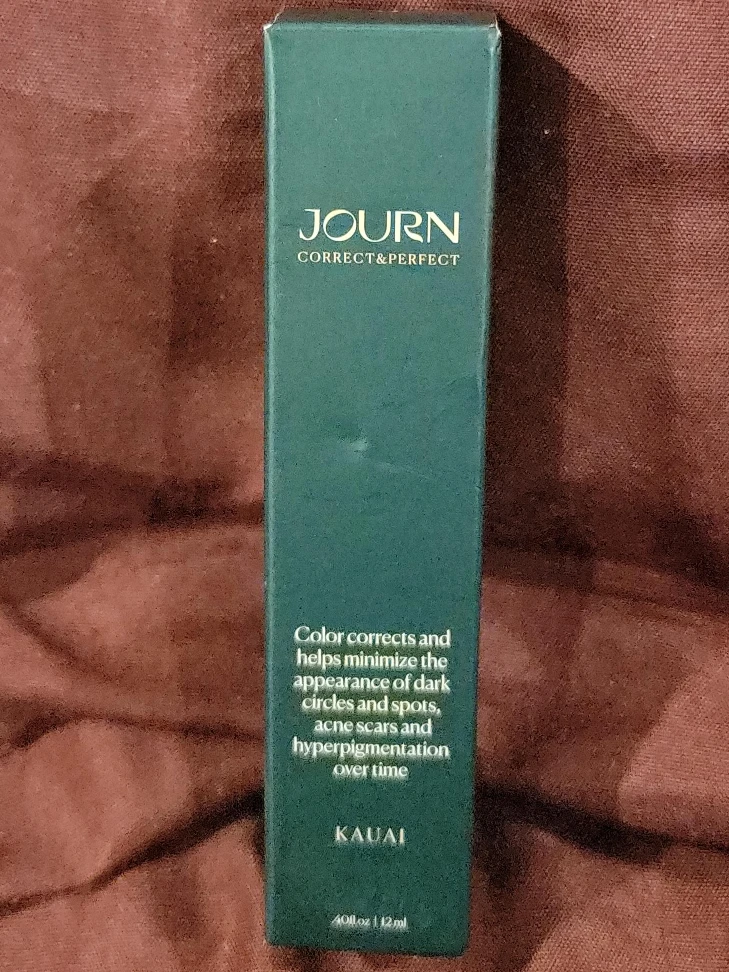 JOURN
CORRECT&PERFECT
Color corrects and
helps minimize the
appearance of dark
circles and spots,
acne scars and
hyperpigmentation
over time
KAUAI
.40fl oz | 12 ml